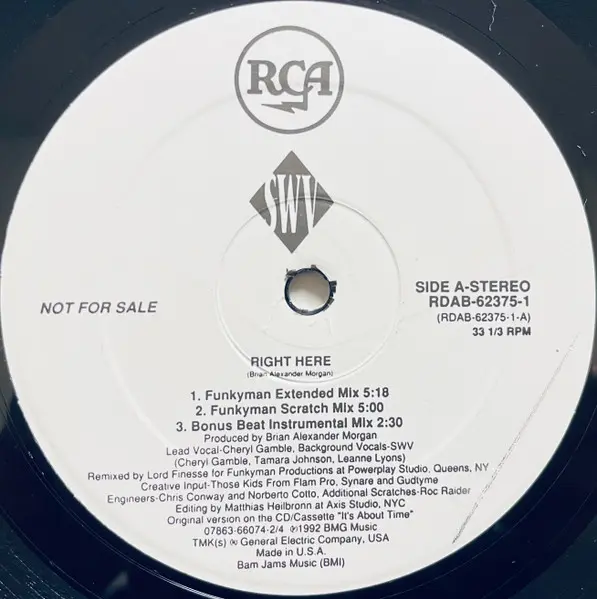 RCA
SWV
NOT FOR SALE
SIDE A-STEREO
RDAB-62375-1
(RDAB-62375-1-A)
33 1/3 RPM
RIGHT HERE
(Brian Alexander Morgan)
1. Funkyman Extended Mix 5:18
2. Funkyman Scratch Mix 5:00
3. Bonus Beat Instrumental Mix 2:30
Produced by Brian Alexander Morgan
Lead Vocal-Cheryl Gamble, Background Vocals-SWV
(Cheryl Gamble, Tamara Johnson, Leanne Lyons)
Remixed by Lord Finesse for Funkyman Productions at Powerplay Studio, Queens, NY
Creative Input-Those Kids From Flam Pro, Synare and Gudtyme
Engineers-Chris Conway and Norberto Cotto, Additional Scratches-Roc Raider
Editing by Matthias Heilbronn at Axis Studio, NYC
Original version on the CD/Cassette "It's About Time"
07863-66074-2/4 ℗1992 BMG Music
TMK(s) ® General Electric Company, USA
Made in U.S.A.
Bam Jams Music (BMI)